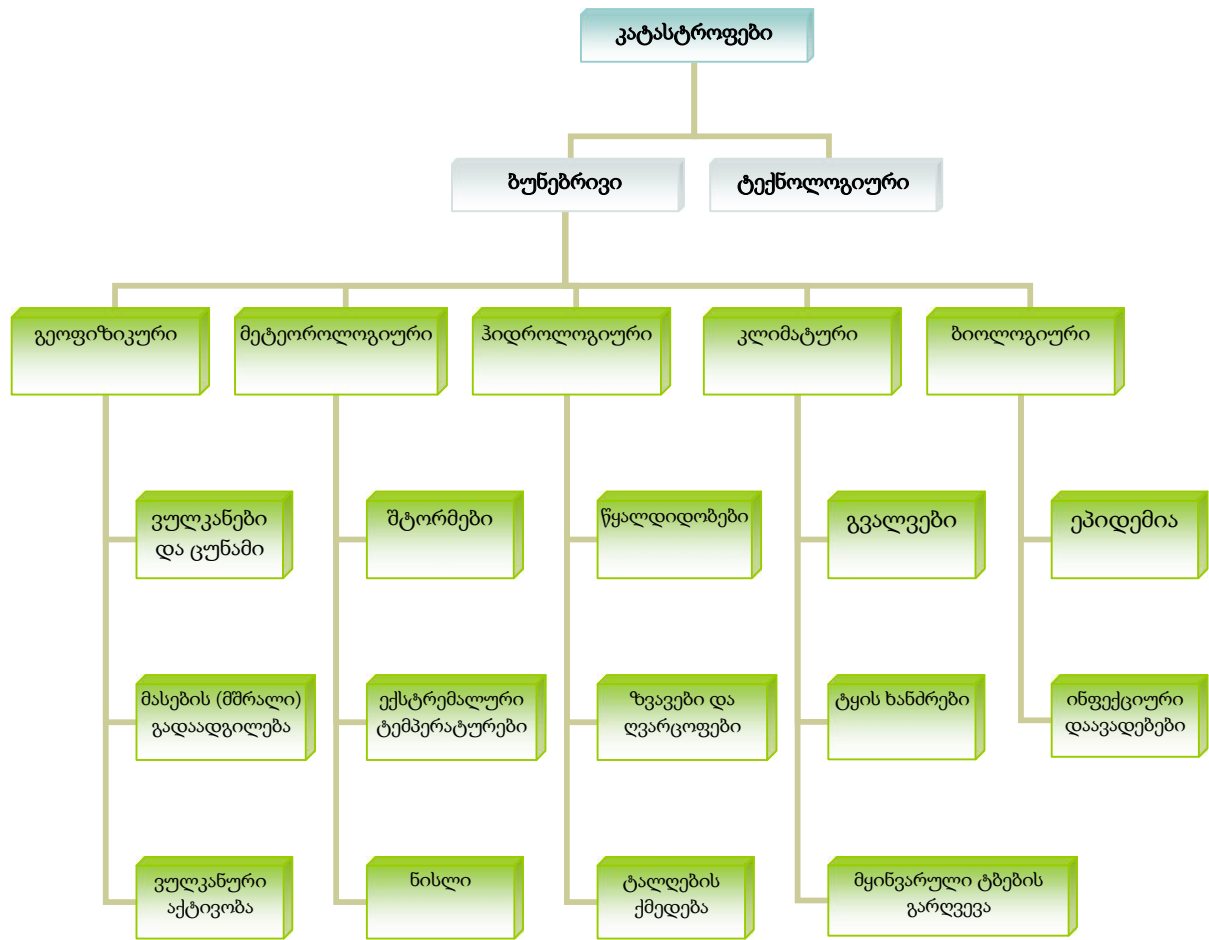 კატასტროფები
ბუნებრივი
ტექნოლოგიური
გეოფიზიკური
მეტეოროლოგიური
ჰიდროლოგიური
კლიმატური
ბიოლოგიური
ვულკანები
და ცუნამი
შტორმები
წყალდიდობები
გვალვები
ეპიდემია
მასების (მშრალი)
გადაადგილება
ექსტრემალური
ტემპერატურები
ზვავები და
ღვარცოფები
ტყის ხანძრები
ინფექციური
დაავადებები
ვულკანური
აქტივობა
ნისლი
ტალღების
ქმედება
მყინვარული ტბების
გარღვევა